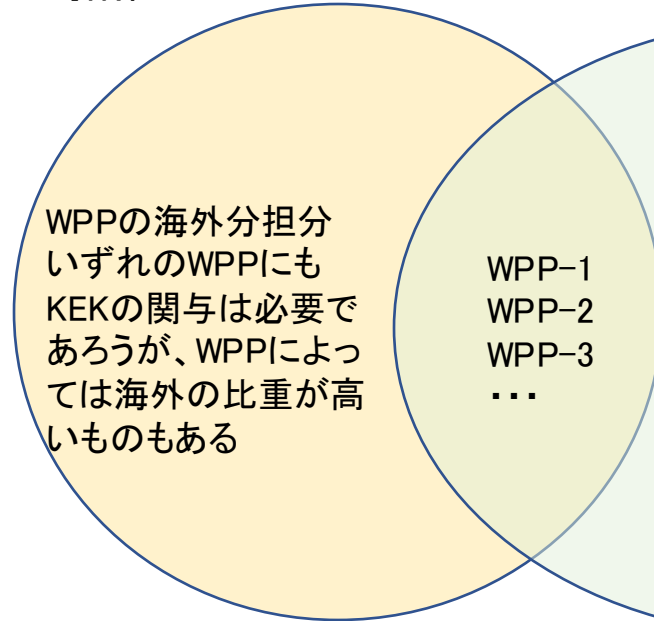 WPPの海外分担分
いずれのWPPにも
KEKの関与は必要で
あろうが、WPPによっ
ては海外の比重が高
いものもある
WPP-1
WPP-2
WPP-3
・・・